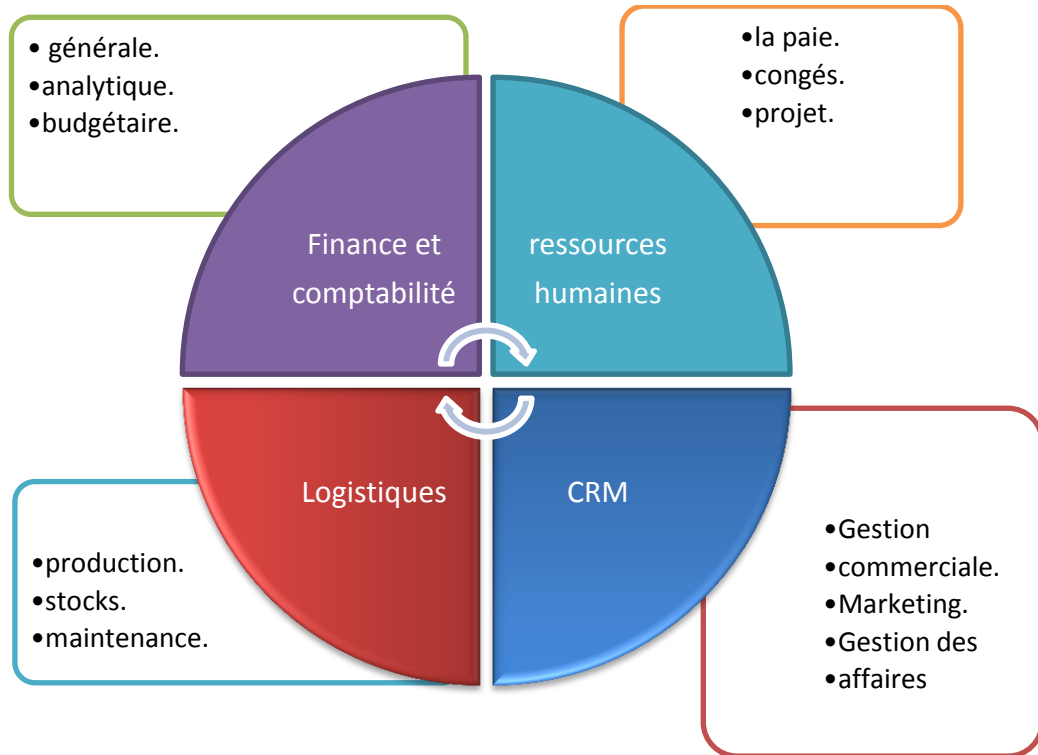 • générale.
•analytique.
•budgétaire.
•la paie.
•congés.
•projet.
Finance et
comptabilité
ressources
humaines
Logistiques
CRM
•production.
•stocks.
•maintenance.
•Gestion
commerciale.
•Marketing.
•Gestion des
•affaires